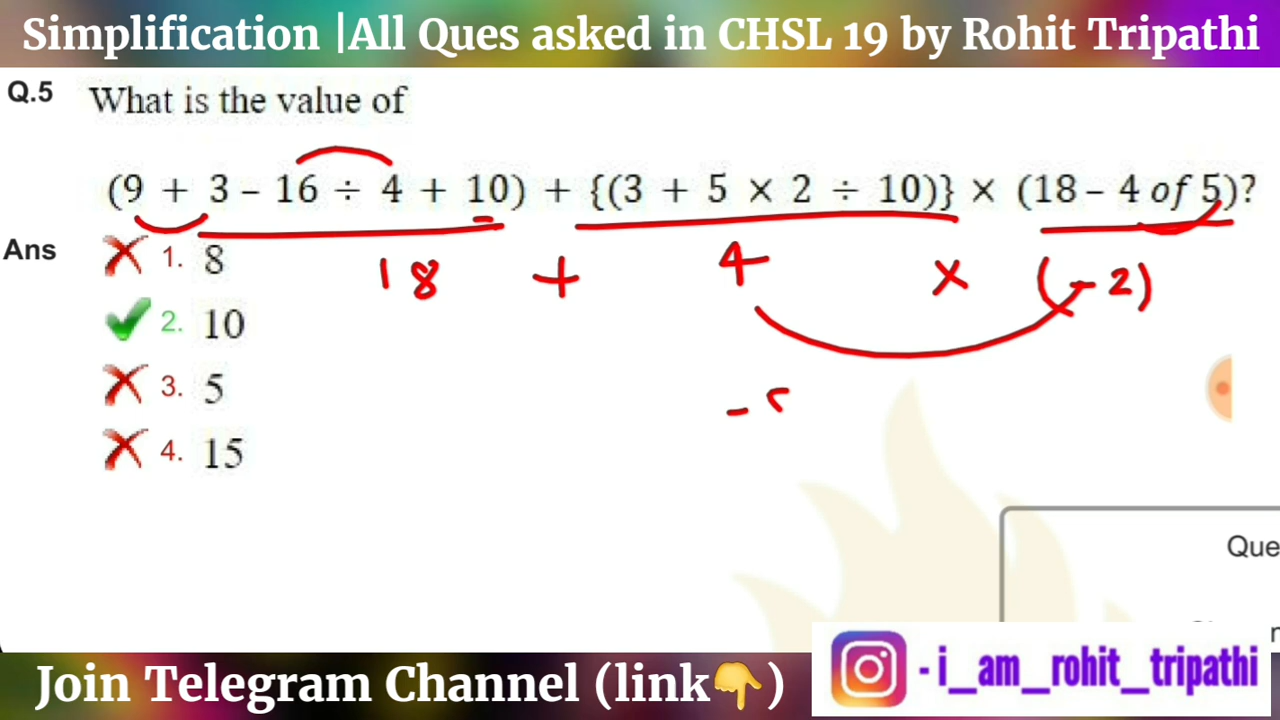 Simplification |All Ques asked in CHSL 19 by Rohit Tripathi
Q.5 What is the value of
(9 + 3 – 16 ÷ 4 + 10) + {(3 + 5 × 2 ÷ 10)} × (18 – 4 of 5)?
Ans 1. 8
18 + 4 × (-2)
2. 10
3. 5
4. 15
Que
Join Telegram Channel (link👇)
- i_am_rohit_tripathi